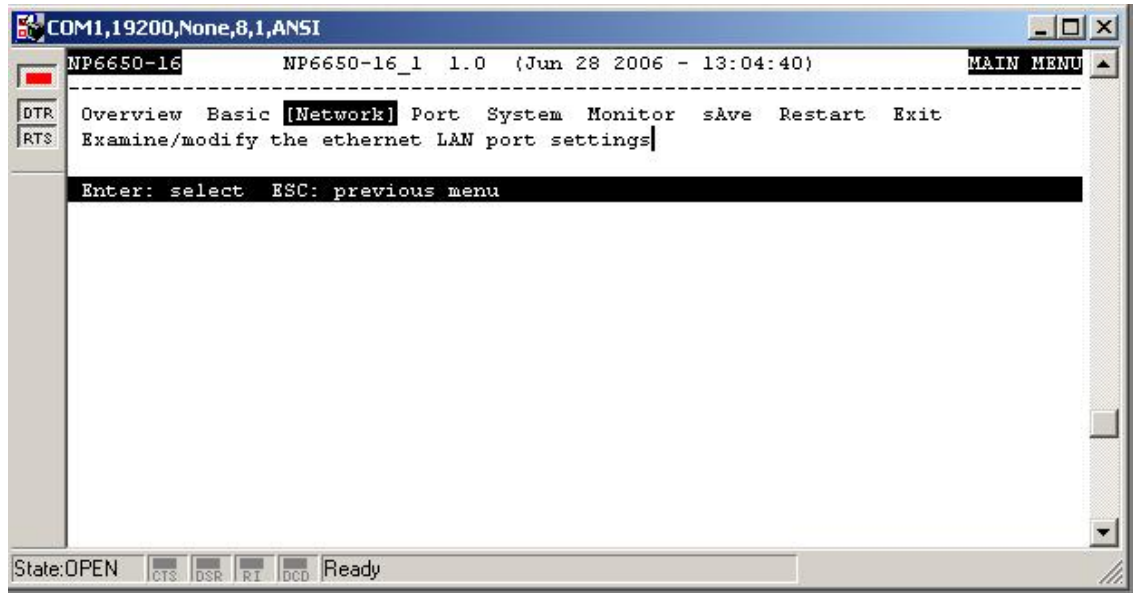 COM1,19200,None,8,1,ANSI
NP6650-16 NP6650-16_1 1.0 (Jun 28 2006 - 13:04:40) MAIN MENU
Overview Basic [Network] Port System Monitor sAve Restart Exit
Examine/modify the ethernet LAN port settings
Enter: select ESC: previous menu
DTR
RTS
State:OPEN CTS DSR RI DCD Ready